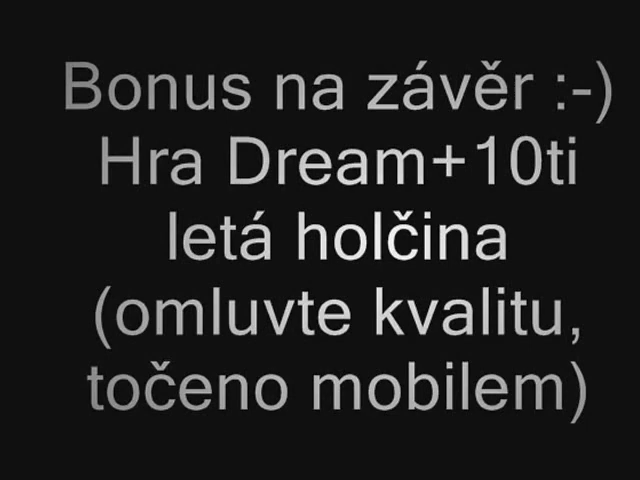 Bonus na závěr :-)
Hra Dream+10ti
letá holčina
(omluvte kvalitu,
točeno mobilem)